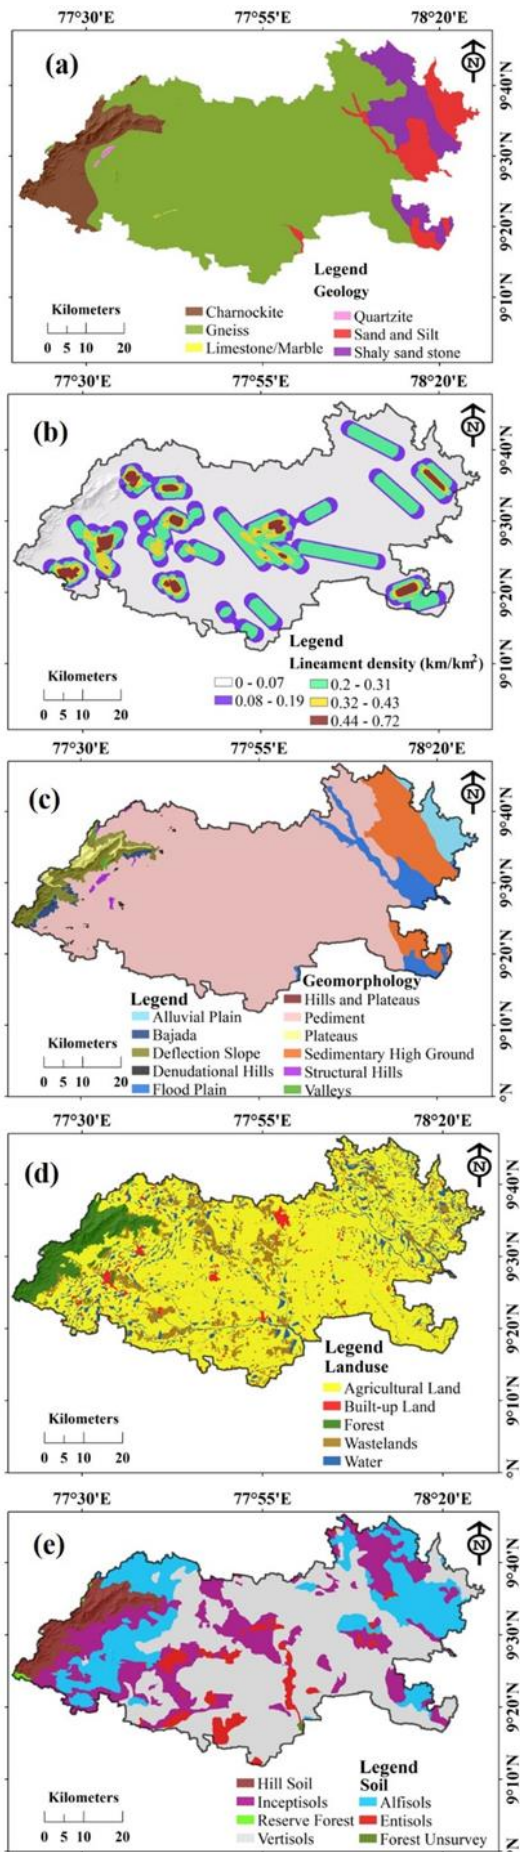 77°30'E 77°55'E 78°20'E
(a)
N
9°40'N
9°30'N
9°20'N
9°10'N
Legend
Geology
Kilometers
0 5 10 20
Charnockite
Gneiss
Limestone/Marble
Quartzite
Sand and Silt
Shaly sand stone
77°30'E 77°55'E 78°20'E
(b)
N
9°40'N
9°30'N
9°20'N
9°10'N
Legend
Lineament density (km/km²)
Kilometers
0 5 10 20
0 - 0.07
0.08 - 0.19
0.2 - 0.31
0.32 - 0.43
0.44 - 0.72
77°30'E 77°55'E 78°20'E
(c)
N
9°40'N
9°30'N
9°20'N
9°10'N
9°N
Kilometers
0 5 10 20
Legend
Geomorphology
Alluvial Plain
Bajada
Deflection Slope
Denudational Hills
Flood Plain
Hills and Plateaus
Pediment
Plateaus
Sedimentary High Ground
Structural Hills
Valleys
77°30'E 77°55'E 78°20'E
(d)
N
9°40'N
9°30'N
9°20'N
9°10'N
9°N
Kilometers
0 5 10 20
Legend
Landuse
Agricultural Land
Built-up Land
Forest
Wastelands
Water
77°30'E 77°55'E 78°20'E
(e)
N
9°40'N
9°30'N
9°20'N
9°10'N
9°N
Kilometers
0 5 10 20
Legend
Soil
Hill Soil
Inceptisols
Reserve Forest
Vertisols
Alfisols
Entisols
Forest Unsurvey